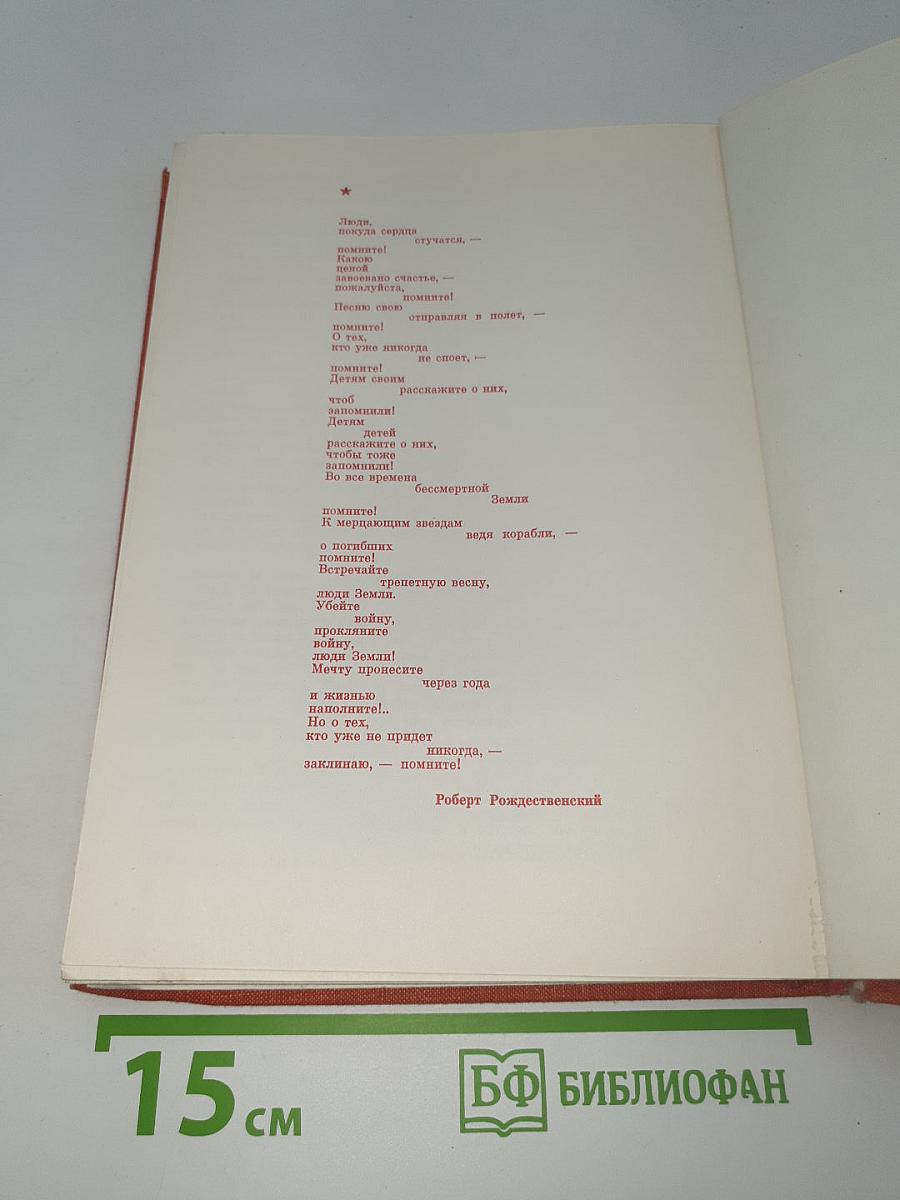 Люди,
покуда сердца
стучатся, —
помните!
Какою
ценой
завоевано счастье, —
пожалуйста,
помните!
Песню свою
отправляя в полет, —
помните!
О тех,
кто уже никогда
не споет, —
помните!
Детям своим
расскажите о них,
чтоб
запомнили!
Детям
детей
расскажите о них,
чтобы тоже
запомнили!
Во все времена
бессмертной
Земли
помните!
К мерцающим звездам
ведя корабли, —
о погибших
помните!
Встречайте
трепетную весну,
люди Земли.
Убейте
войну,
прокляните
войну,
люди Земли!
Мечту пронесите
через года
и жизнью
наполните!..
Но о тех,
кто уже не придет
никогда, —
заклинаю, — помните!
Роберт Рождественский
15 см
БФ БИБЛИОФАН